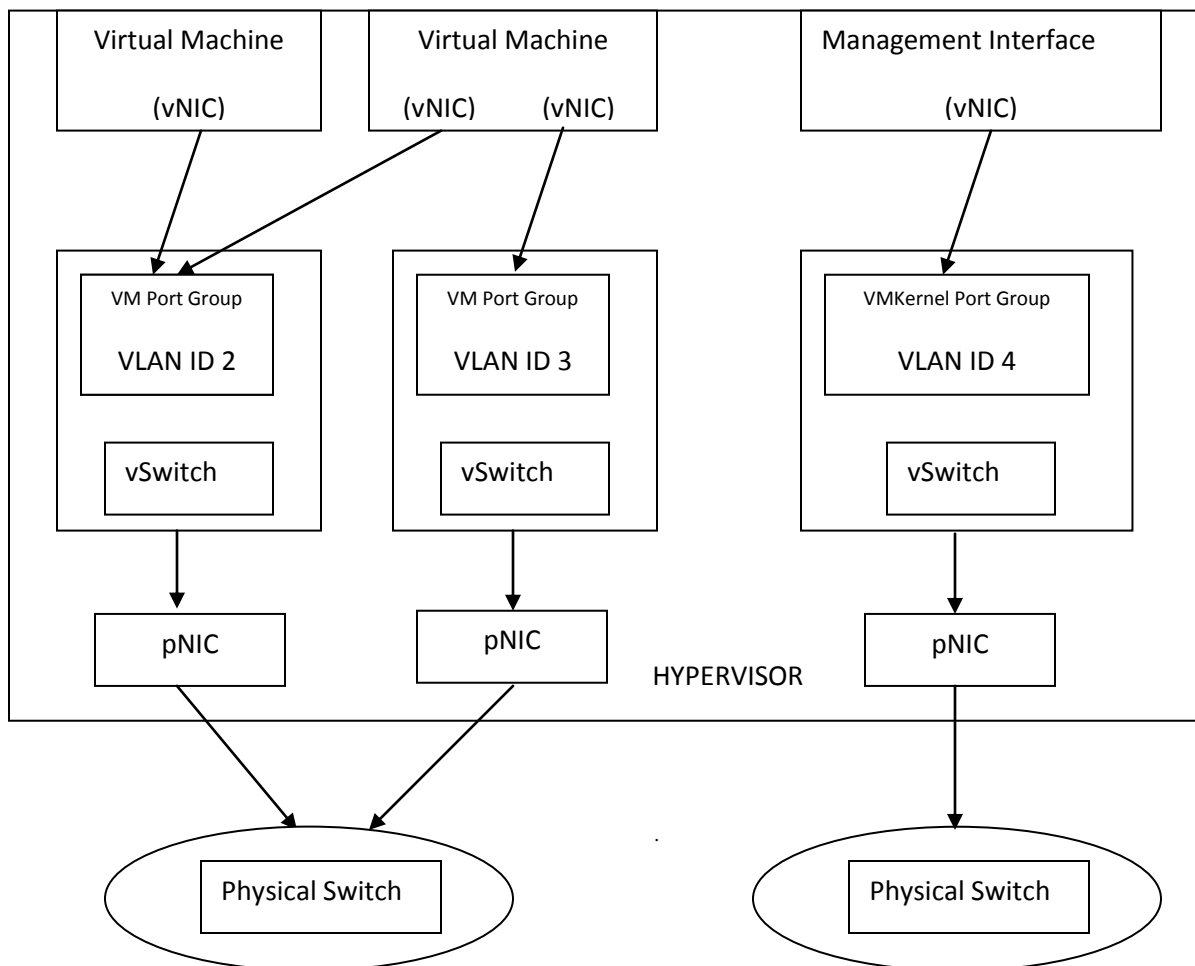 Virtual Machine
Virtual Machine
Management Interface
(vNIC)
(vNIC)
(vNIC)
(vNIC)
VM Port Group
VM Port Group
VMKernel Port Group
VLAN ID 2
VLAN ID 3
VLAN ID 4
vSwitch
vSwitch
vSwitch
pNIC
pNIC
pNIC
HYPERVISOR
.
Physical Switch
Physical Switch